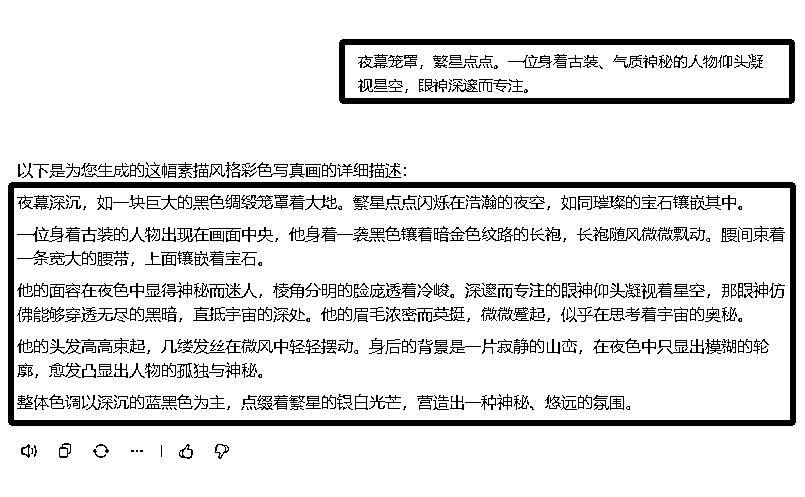 夜幕笼罩，繁星点点。一位身着古装、气质神秘的人物仰头凝
视星空，眼神深邃而专注。
以下是为您生成的这幅素描风格彩色写真画的详细描述：
夜幕深沉，如一块巨大的黑色绸缎笼罩着大地。繁星点点闪烁在浩瀚的夜空，如同璀璨的宝石镶嵌其中。
一位身着古装的人物出现在画面中央，他身着一袭黑色镶着暗金色纹路的长袍，长袍随风微微飘动。腰间束着
一条宽大的腰带，上面镶嵌着宝石。
他的面容在夜色中显得神秘而迷人，棱角分明的脸庞透着冷峻。深邃而专注的眼神仰头凝视着星空，那眼神仿
佛能够穿透无尽的黑暗，直抵宇宙的深处。他的眉毛浓密而英挺，微微蹙起，似乎在思考着宇宙的奥秘。
他的头发高高束起，几缕发丝在微风中轻轻摆动。身后的背景是一片寂静的山峦，在夜色中只显出模糊的轮
廓，愈发凸显出人物的孤独与神秘。
整体色调以深沉的蓝黑色为主，点缀着繁星的银白光芒，营造出一种神秘、悠远的氛围。